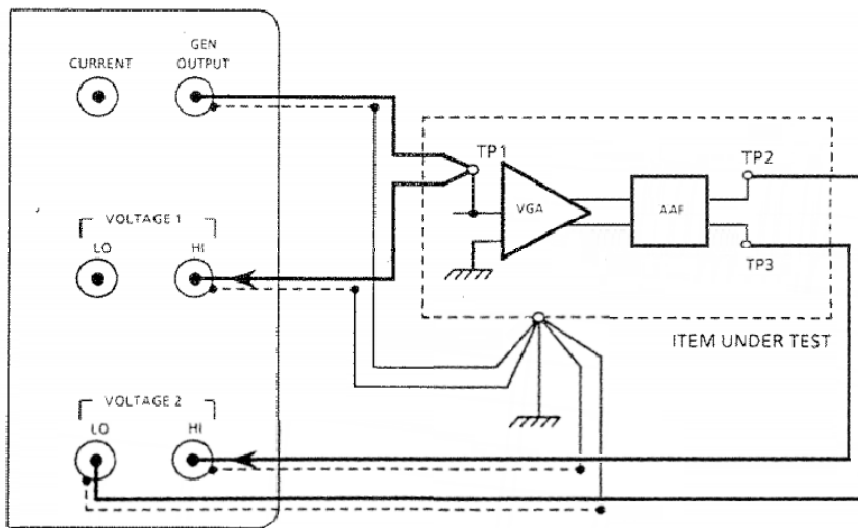 GEN
CURRENT OUTPUT
TP1
TP2
VGA
AAF
VOLTAGE 1
LO HI
TP3
ITEM UNDER TEST
VOLTAGE 2
LO HI